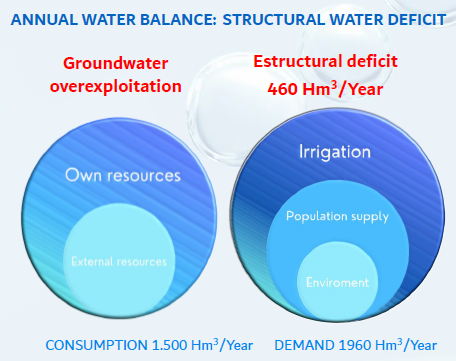 ANNUAL WATER BALANCE: STRUCTURAL WATER DEFICIT
Groundwater
overexploitation
Estructural deficit
460 Hm³/Year
Own resources
External resources
Irrigation
Population supply
Enviroment
CONSUMPTION 1.500 Hm³/Year
DEMAND 1960 Hm³/Year